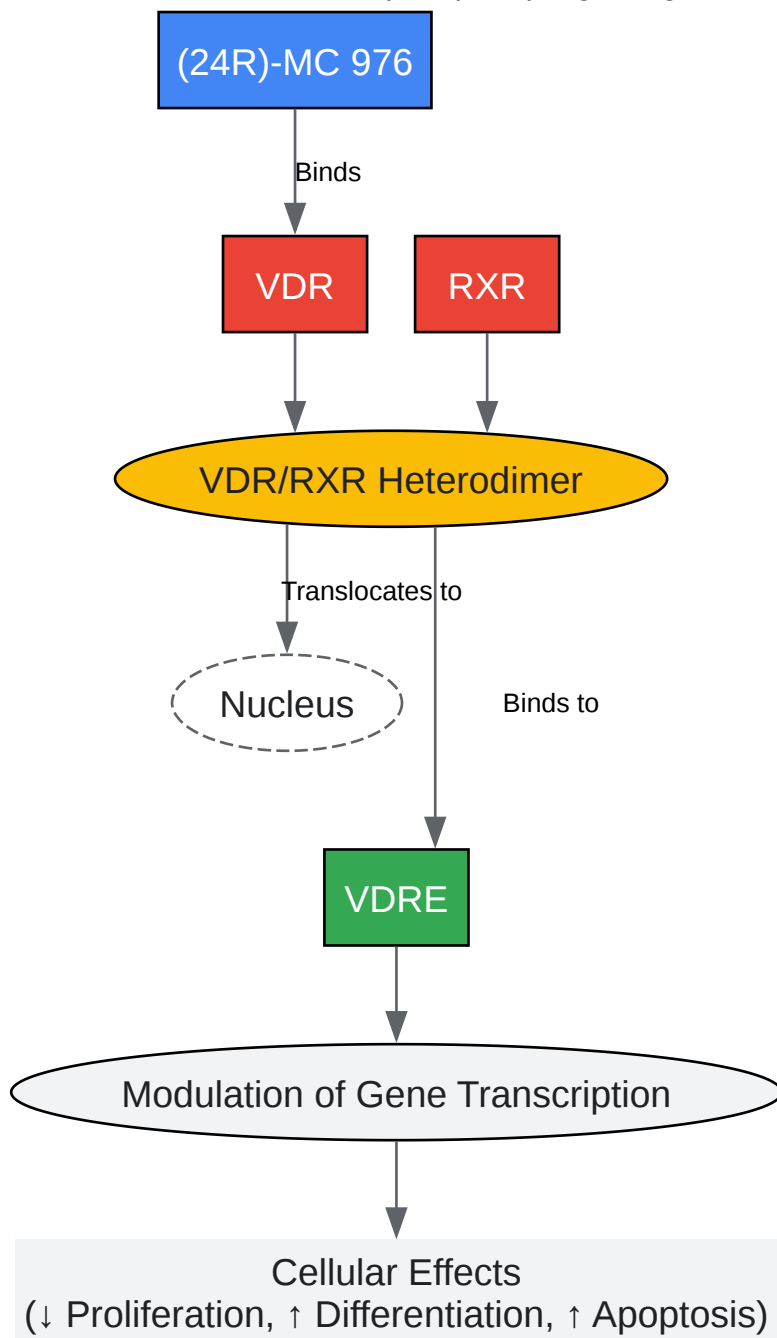 (24R)-MC 976
Binds
VDR
RXR
VDR/RXR Heterodimer
Translocates to
Nucleus
Binds to
VDRE
Modulation of Gene Transcription
Cellular Effects
(↓ Proliferation, ↑ Differentiation, ↑ Apoptosis)